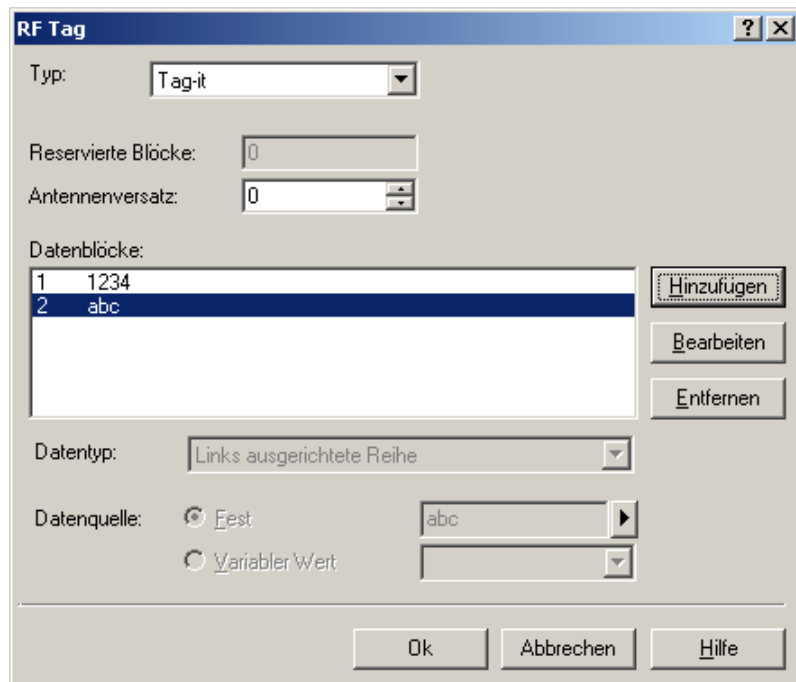 RF Tag
Typ: Tag-it
Reservierte Blöcke: 0
Antennenversatz: 0
Datenblöcke:
1 1234
2 abc
Hinzufügen
Bearbeiten
Entfernen
Datentyp: Links ausgerichtete Reihe
Datenquelle: Fest abc
Variabler Wert
Ok Abbrechen Hilfe